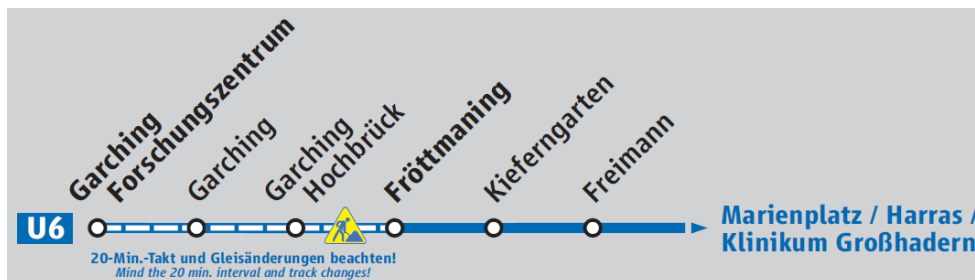 Garching
Forschungszentrum
Garching
Garching
Hochbrück
Fröttmaning
Kieferngarten
Freimann
U6
Marienplatz / Harras /
Klinikum Großhadern
20-Min.-Takt und Gleisänderungen beachten!
Mind the 20 min. interval and track changes!